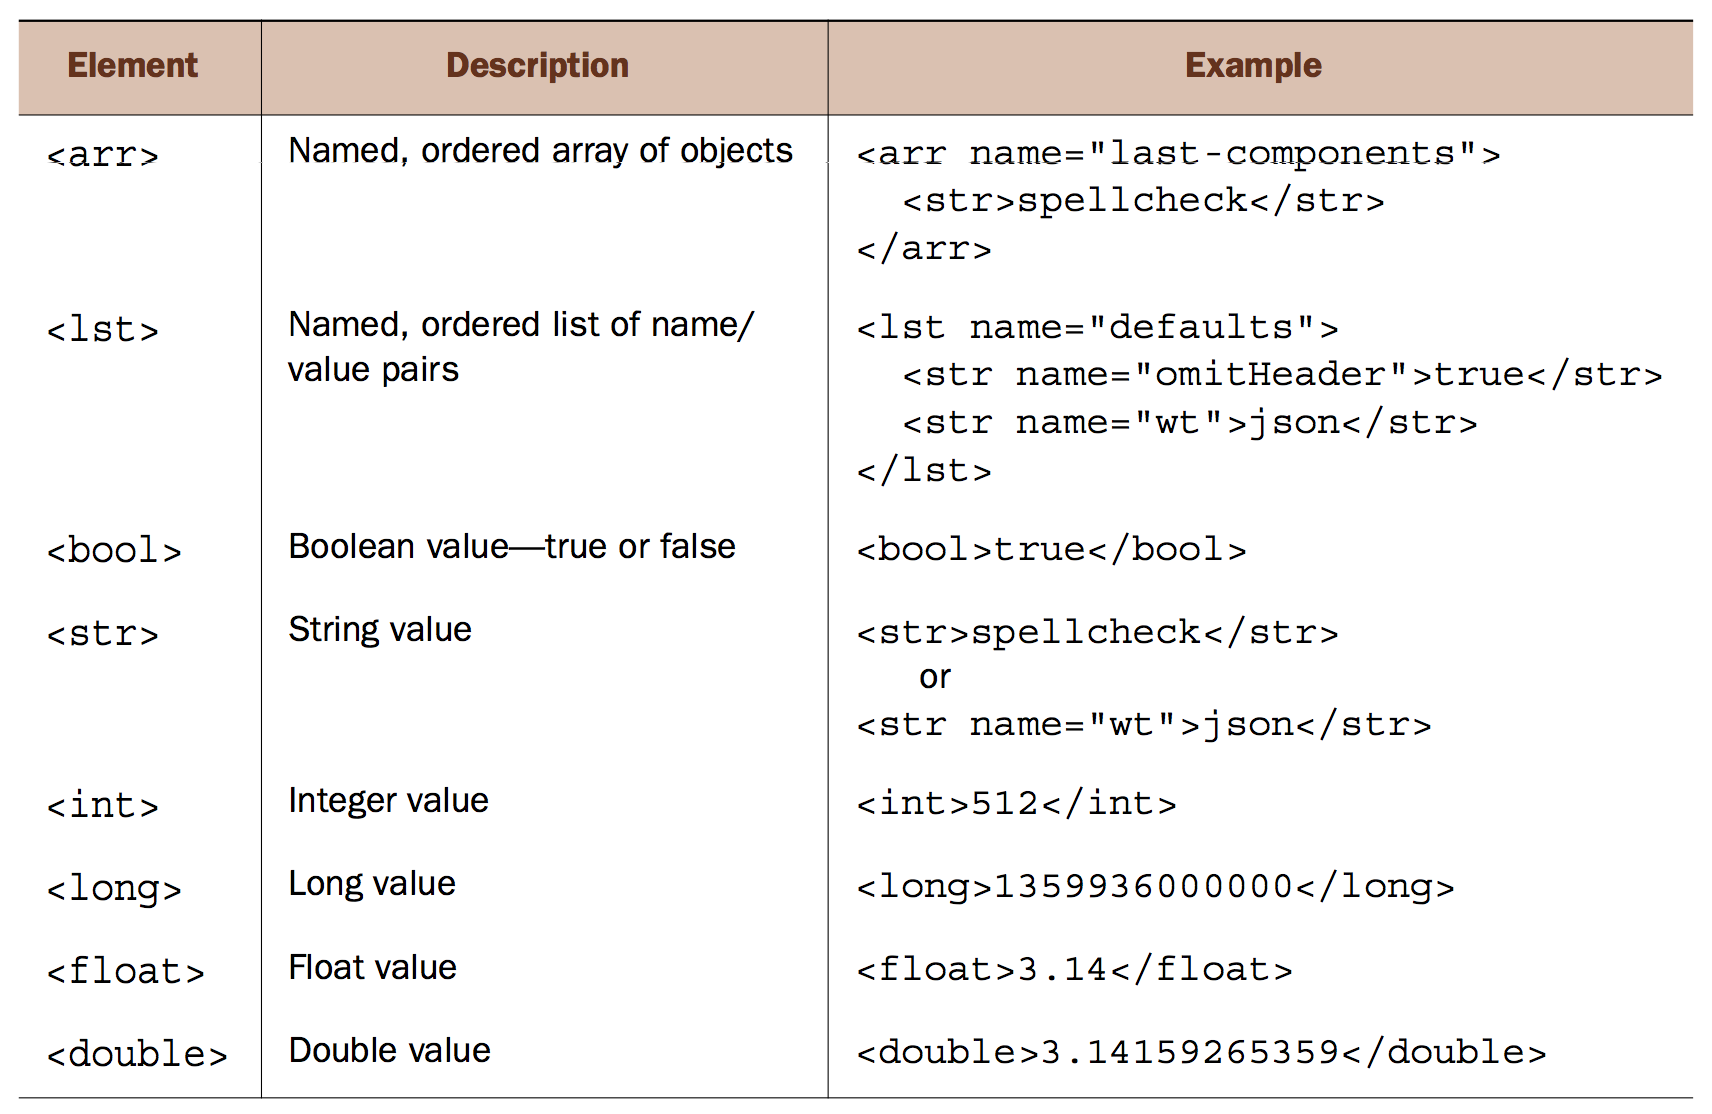 Element Description Example
<arr> Named, ordered array of objects <arr name="last-components">
<str>spellcheck</str>
</arr>
<lst> Named, ordered list of name/ <lst name="defaults">
value pairs <str name="omitHeader">true</str>
<str name="wt">json</str>
</lst>
<bool> Boolean value—true or false <bool>true</bool>
<str> String value <str>spellcheck</str>
or
<str name="wt">json</str>
<int> Integer value <int>512</int>
<long> Long value <long>1359936000000</long>
<float> Float value <float>3.14</float>
<double> Double value <double>3.14159265359</double>